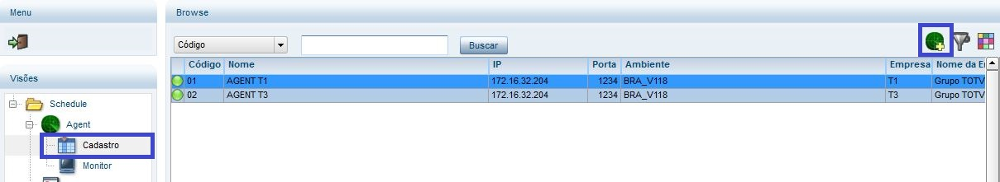 Menu
Browse
Código
Buscar
Visões
Schedule
Agent
Cadastro
Monitor
Código Nome IP Porta Ambiente Empresa Nome da E
01 AGENT T1 172.16.32.204 1234 BRA_V118 T1 Grupo TOTV
02 AGENT T3 172.16.32.204 1234 BRA_V118 T3 Grupo TOTV